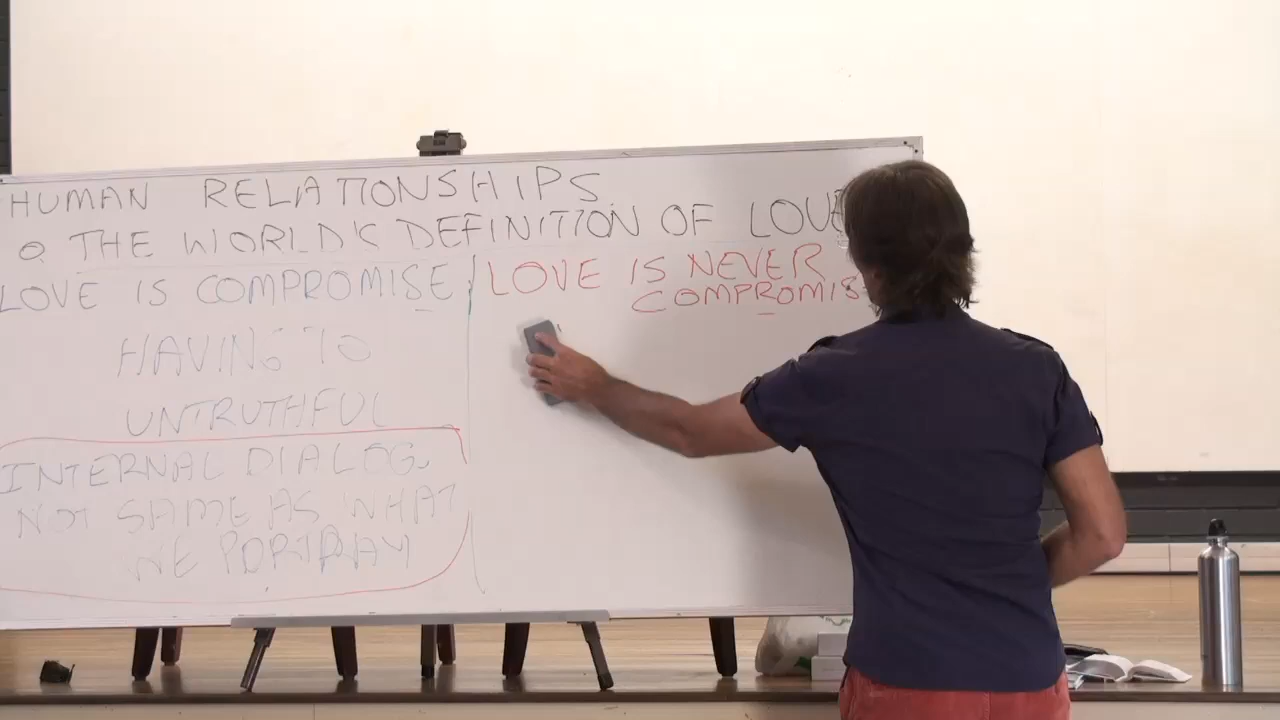 HUMAN RELATIONSHIPS
o THE WORLD'S DEFINITION OF LOVE
LOVE IS COMPROMISE
LOVE IS NEVER
COMPROMIS
HAVING TO
UNTRUTHFUL
INTERNAL DIALOG.
NOT SAME AS WHAT
WE PORTRAY